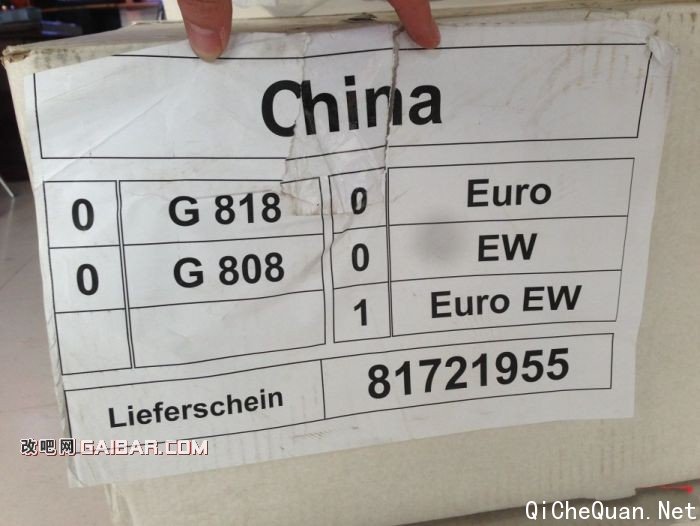 China
0 G 818 0 Euro
0 G 808 0 EW
1 Euro EW
Lieferschein 81721955
改吧网 GAIBAR.COM
QiCheQuan.Net